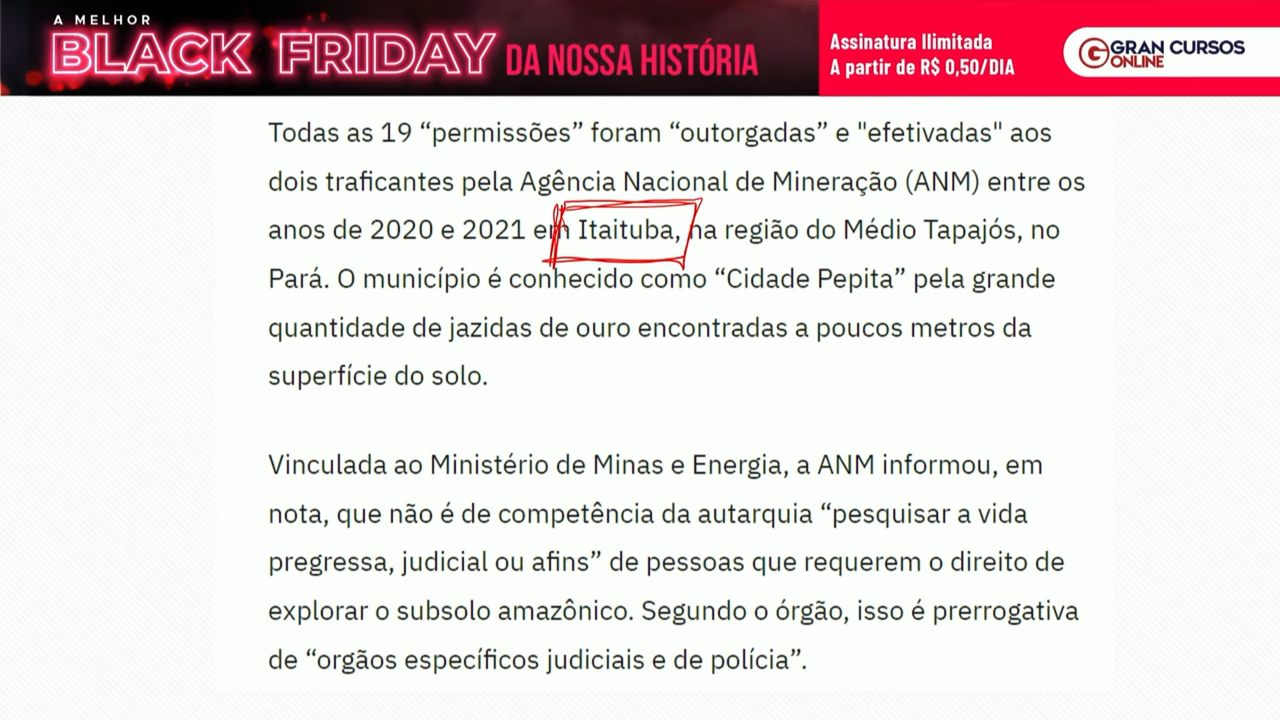 A MELHOR
BLACK FRIDAY DA NOSSA HISTÓRIA
Assinatura Ilimitada
A partir de R$ 0,50/DIA
GRAN CURSOS
ONLINE
Todas as 19 “permissões” foram “outorgadas” e "efetivadas" aos
dois traficantes pela Agência Nacional de Mineração (ANM) entre os
anos de 2020 e 2021 em Itaituba, na região do Médio Tapajós, no
Pará. O município é conhecido como “Cidade Pepita” pela grande
quantidade de jazidas de ouro encontradas a poucos metros da
superfície do solo.
Vinculada ao Ministério de Minas e Energia, a ANM informou, em
nota, que não é de competência da autarquia “pesquisar a vida
pregressa, judicial ou afins” de pessoas que requerem o direito de
explorar o subsolo amazônico. Segundo o órgão, isso é prerrogativa
de “orgãos específicos judiciais e de polícia”.